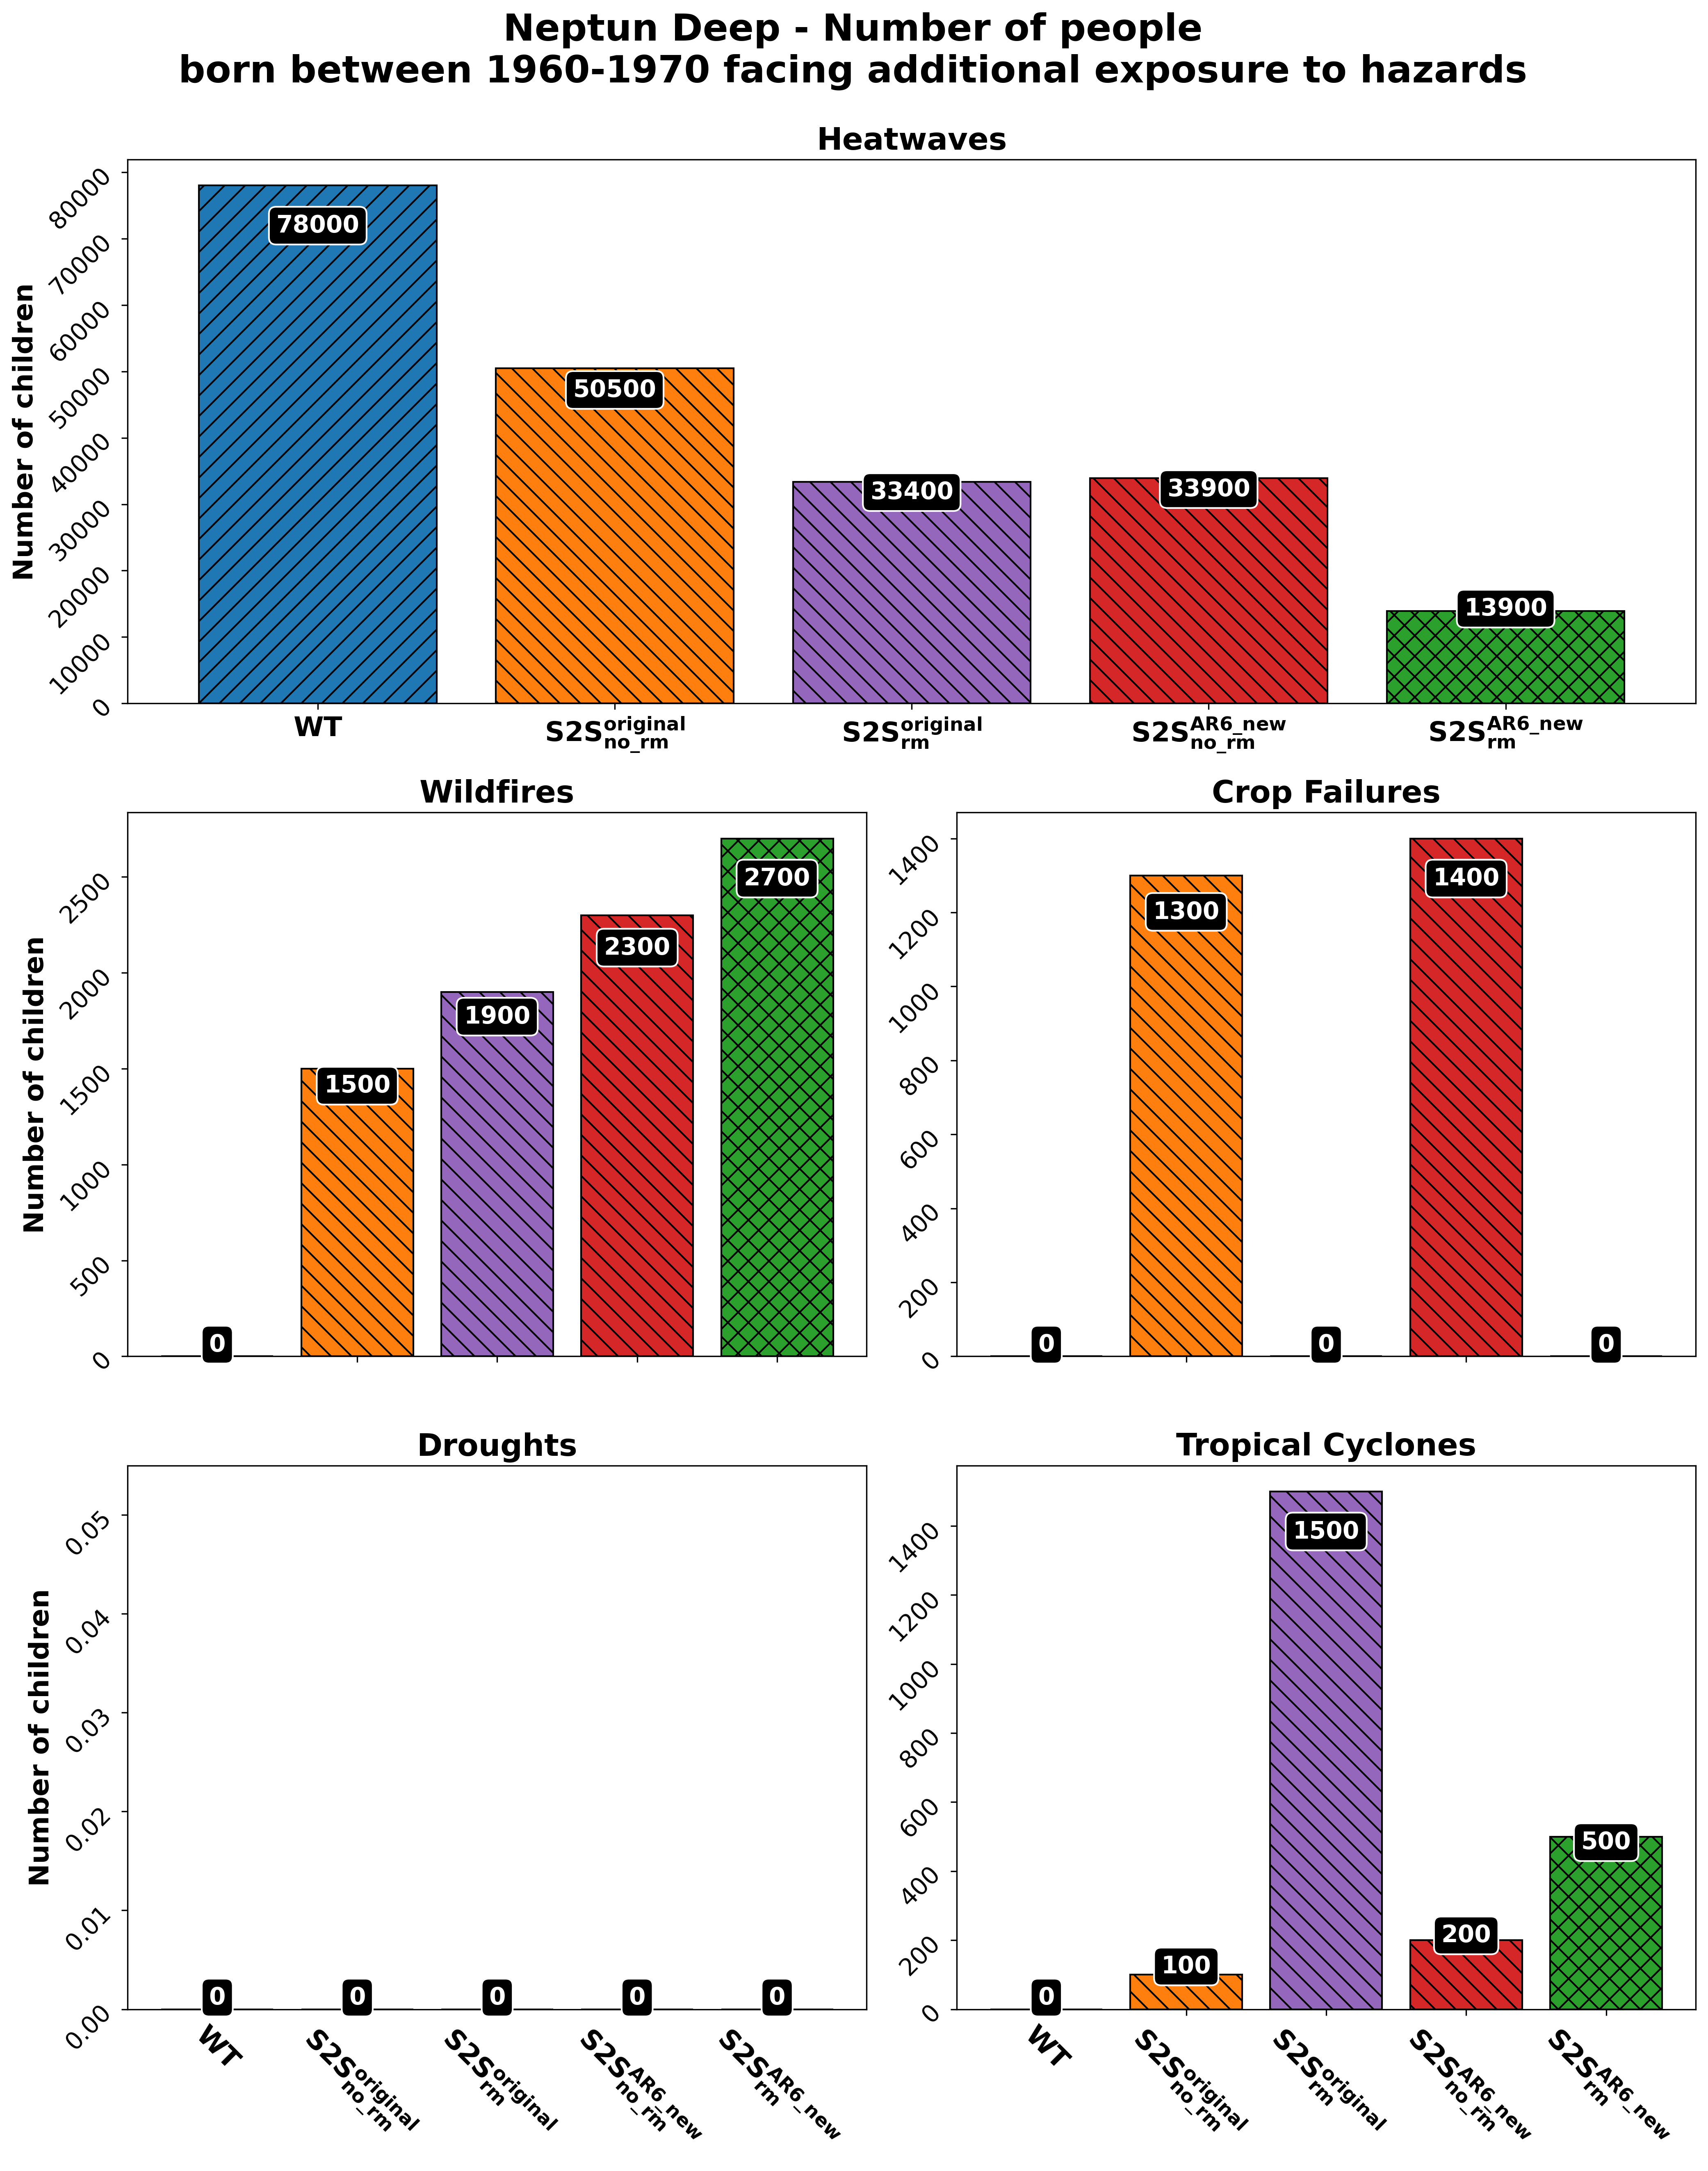 Neptun Deep - Number of people
born between 1960-1970 facing additional exposure to hazards
Heatwaves
Number of children
80000
70000
60000
50000
40000
30000
20000
10000
0
78000
50500
33400
33900
13900
WT
S2S original no_rm
S2S original rm
S2S AR6_new no_rm
S2S AR6_new rm
Wildfires
Number of children
2500
2000
1500
1000
500
0
0
1500
1900
2300
2700
Crop Failures
1400
1200
1000
800
600
400
200
0
0
1300
0
1400
0
Droughts
Number of children
0.05
0.04
0.03
0.02
0.01
0.00
0
0
0
0
0
WT
S2S original no_rm
S2S original rm
S2S AR6_new no_rm
S2S AR6_new rm
Tropical Cyclones
1400
1200
1000
800
600
400
200
0
0
100
1500
200
500
WT
S2S original no_rm
S2S original rm
S2S AR6_new no_rm
S2S AR6_new rm